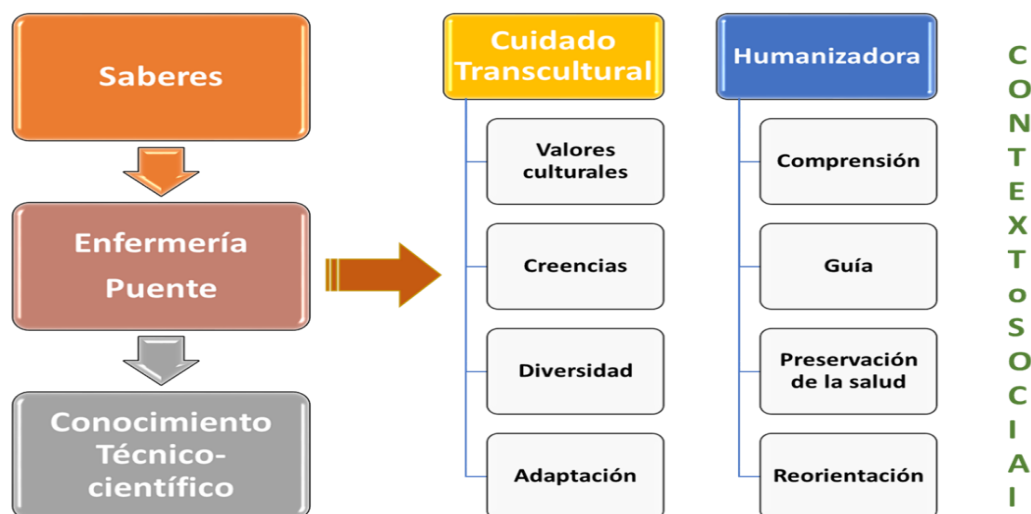 Saberes
Enfermería
Puente
Conocimiento
Técnico-
científico
Cuidado
Transcultural
Valores
culturales
Creencias
Diversidad
Adaptación
Humanizadora
Comprensión
Guía
Preservación
de la salud
Reorientación
C
O
N
T
E
X
T
o
S
O
C
I
A
l